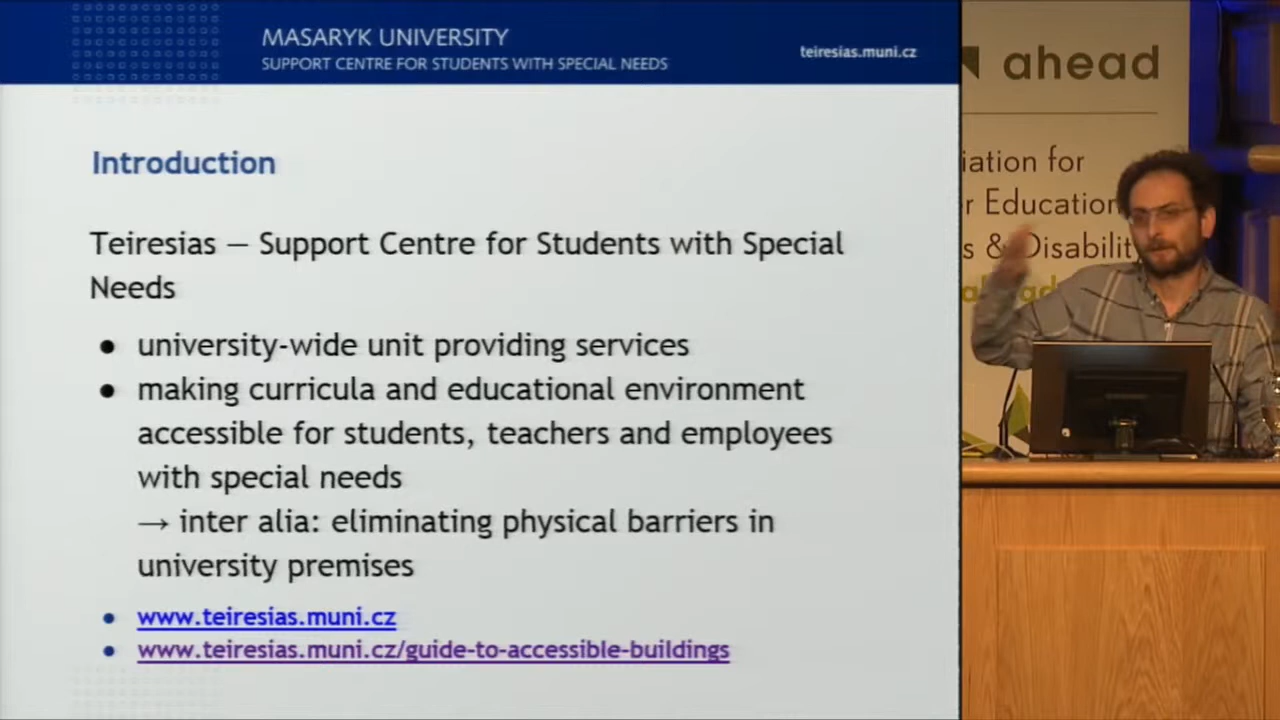 MASARYK UNIVERSITY
SUPPORT CENTRE FOR STUDENTS WITH SPECIAL NEEDS
teiresias.muni.cz
Introduction
Teiresias — Support Centre for Students with Special
Needs
● university-wide unit providing services
● making curricula and educational environment
accessible for students, teachers and employees
with special needs
→ inter alia: eliminating physical barriers in
university premises
• www.teiresias.muni.cz
• www.teiresias.muni.cz/guide-to-accessible-buildings
ahead
iation for
r Education
s & Disability